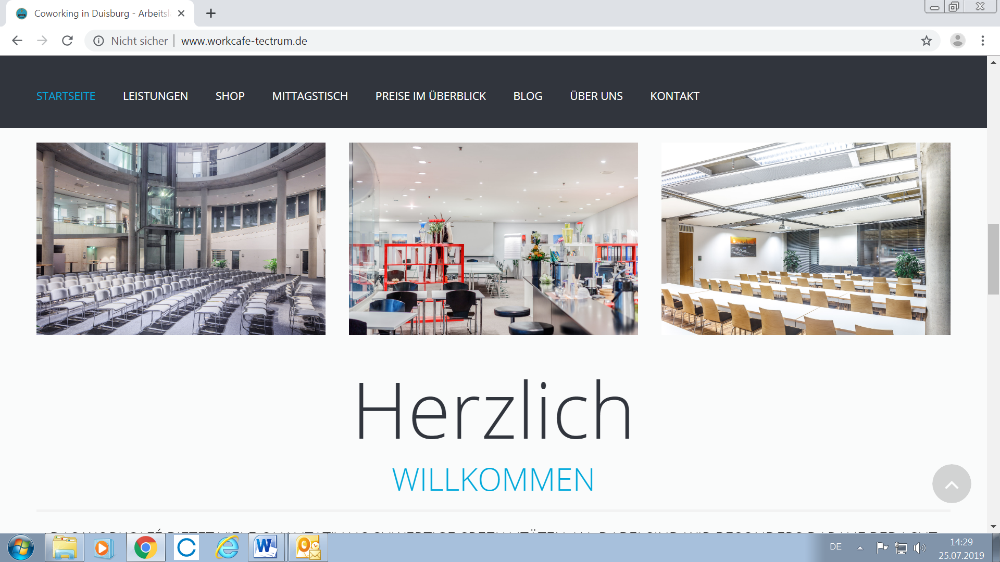 Coworking in Duisburg - Arbeitsl
Nicht sicher | www.workcafe-tectrum.de
STARTSEITE LEISTUNGEN SHOP MITTAGSTISCH PREISE IM ÜBERBLICK BLOG ÜBER UNS KONTAKT
Herzlich
WILLKOMMEN
DE
14:29
25.07.2019